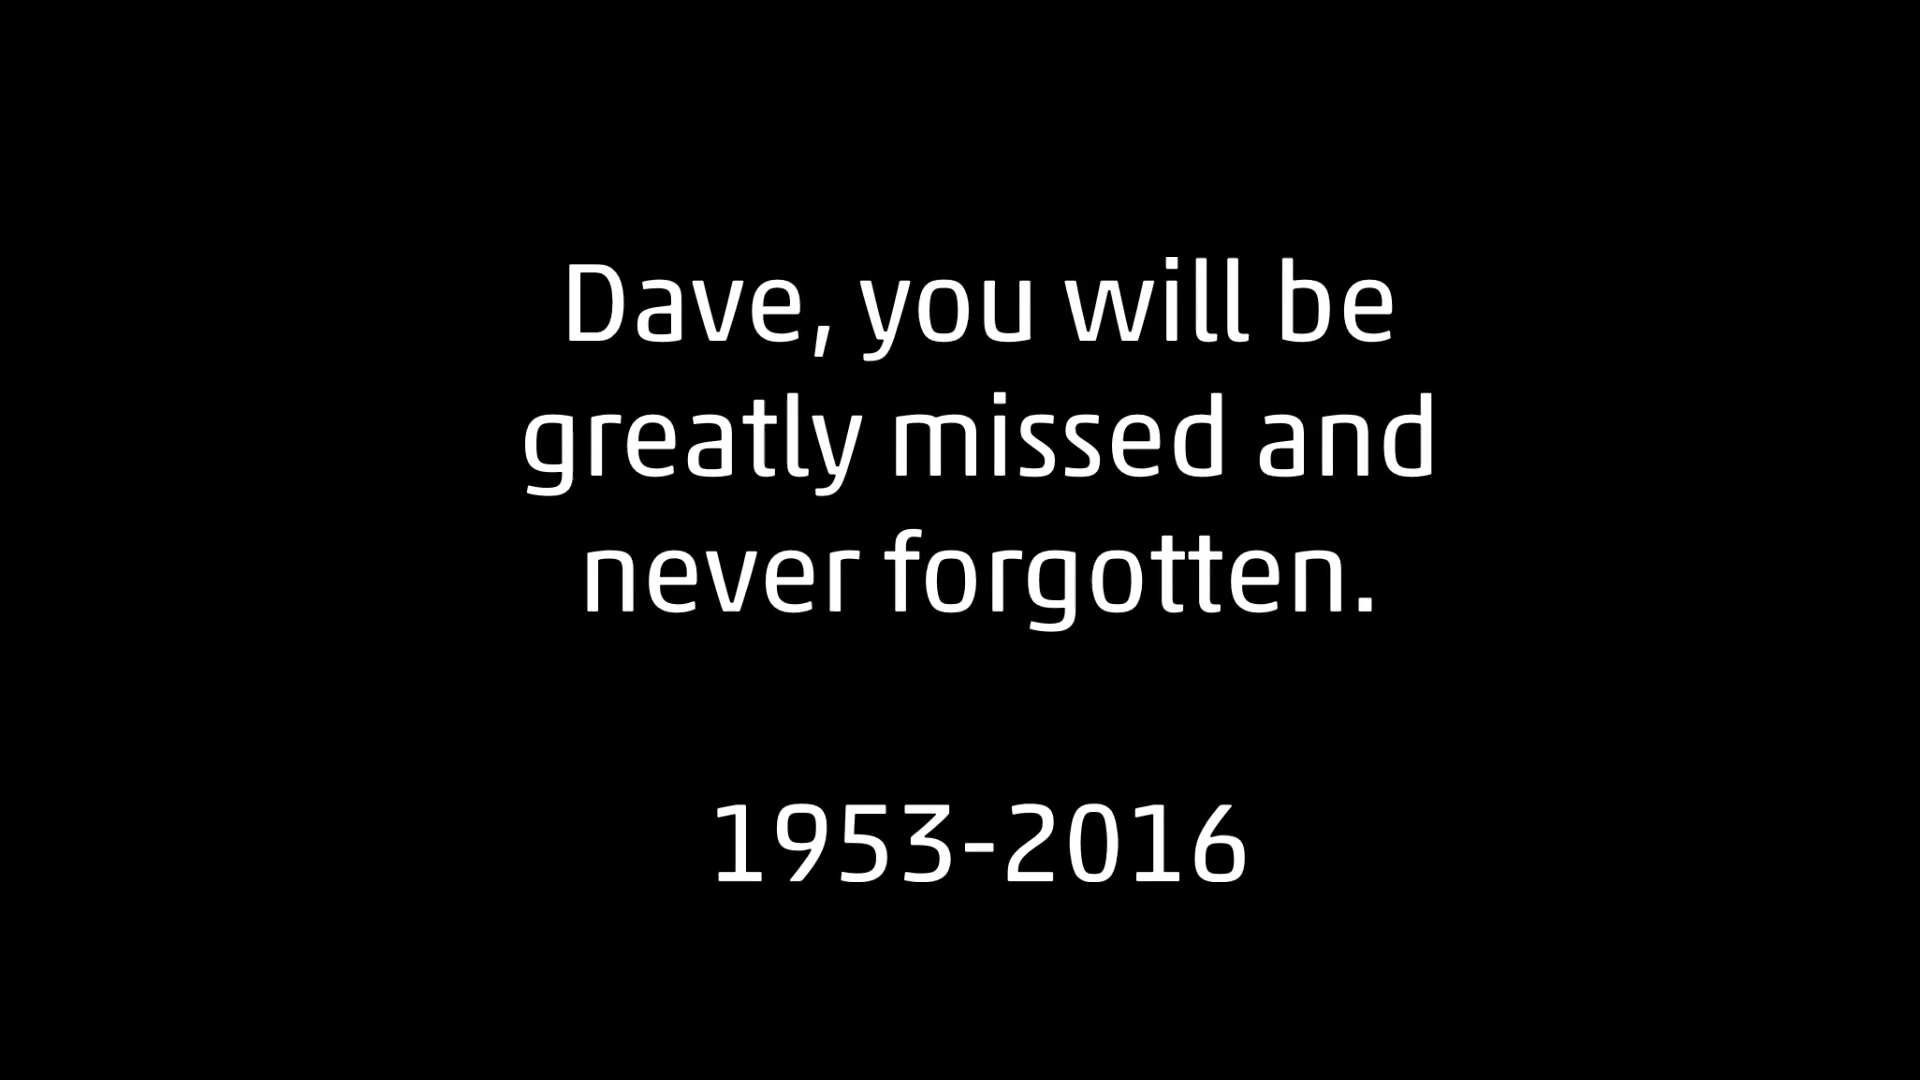 Dave, you will be
greatly missed and
never forgotten.
1953-2016